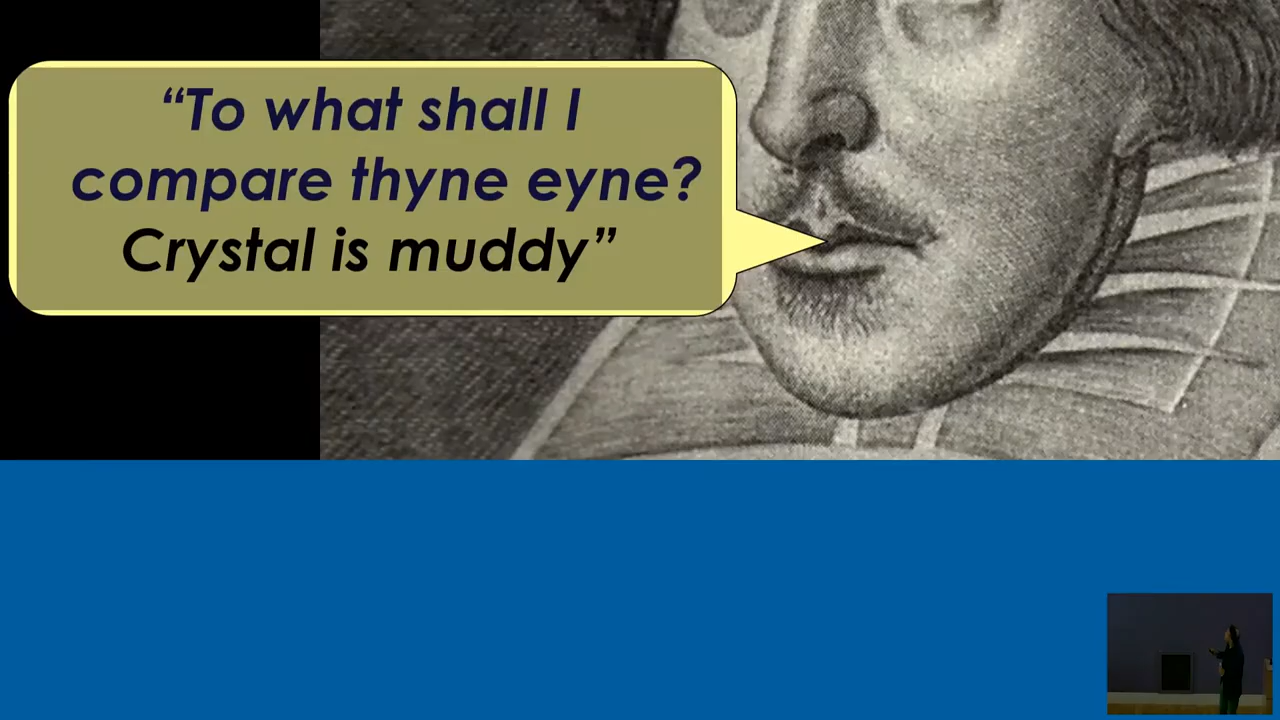 “To what shall I
compare thyne eyne?
Crystal is muddy”